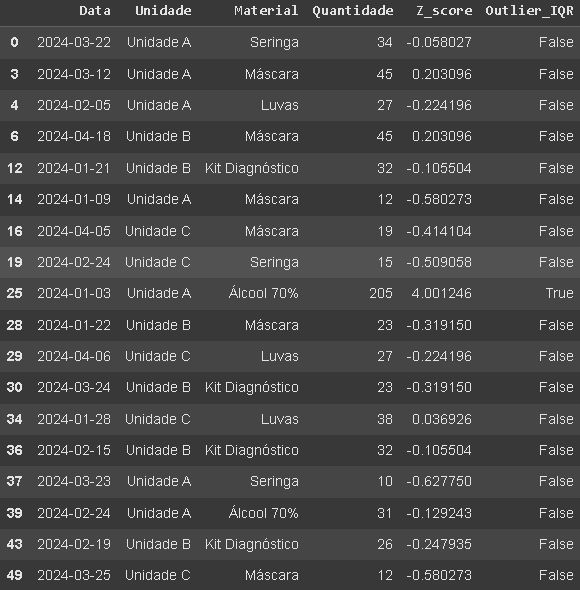 Data Unidade Material Quantidade Z_score Outlier_IQR
0 2024-03-22 Unidade A Seringa 34 -0.058027 False
3 2024-03-12 Unidade A Máscara 45 0.203096 False
4 2024-02-05 Unidade A Luvas 27 -0.224196 False
6 2024-04-18 Unidade B Máscara 45 0.203096 False
12 2024-01-21 Unidade B Kit Diagnóstico 32 -0.105504 False
14 2024-01-09 Unidade A Máscara 12 -0.580273 False
16 2024-04-05 Unidade C Máscara 19 -0.414104 False
19 2024-02-24 Unidade C Seringa 15 -0.509058 False
25 2024-01-03 Unidade A Álcool 70% 205 4.001246 True
28 2024-01-22 Unidade B Máscara 23 -0.319150 False
29 2024-04-06 Unidade C Luvas 27 -0.224196 False
30 2024-03-24 Unidade B Kit Diagnóstico 23 -0.319150 False
34 2024-01-28 Unidade C Luvas 38 0.036926 False
36 2024-02-15 Unidade B Kit Diagnóstico 32 -0.105504 False
37 2024-03-23 Unidade A Seringa 10 -0.627750 False
39 2024-02-24 Unidade A Álcool 70% 31 -0.129243 False
43 2024-02-19 Unidade B Kit Diagnóstico 26 -0.247935 False
49 2024-03-25 Unidade C Máscara 12 -0.580273 False